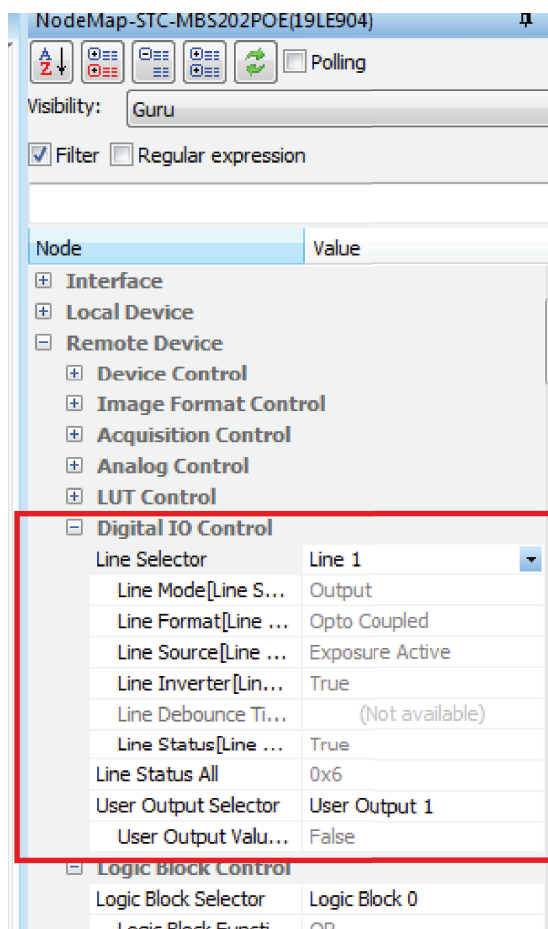 NodeMap-STC-MBS202POE(19LE904)
Polling
Visibility: Guru
Filter Regular expression
Node Value
Interface
Local Device
Remote Device
Device Control
Image Format Control
Acquisition Control
Analog Control
LUT Control
Digital IO Control
Line Selector Line 1
Line Mode[Line S... Output
Line Format[Line ... Opto Coupled
Line Source[Line ... Exposure Active
Line Inverter[Lin... True
Line Debounce Ti... (Not available)
Line Status[Line ... True
Line Status All 0x6
User Output Selector User Output 1
User Output Valu... False
Logic Block Control
Logic Block Selector Logic Block 0
Logic Block Functi... OR